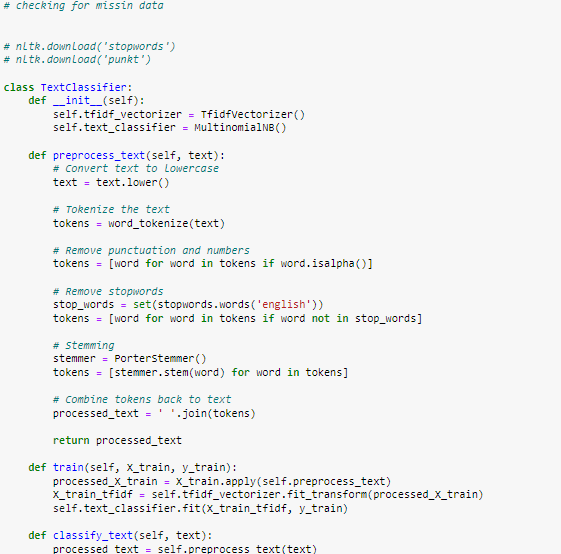 # checking for missin data
# nltk.download('stopwords')
# nltk.download('punkt')
class TextClassifier:
    def __init__(self):
        self.tfidf_vectorizer = TfidfVectorizer()
        self.text_classifier = MultinomialNB()
    def preprocess_text(self, text):
        # Convert text to Lowercase
        text = text.lower()
        # Tokenize the text
        tokens = word_tokenize(text)
        # Remove punctuation and numbers
        tokens = [word for word in tokens if word.isalpha()]
        # Remove stopwords
        stop_words = set(stopwords.words('english'))
        tokens = [word for word in tokens if word not in stop_words]
        # Stemming
        stemmer = PorterStemmer()
        tokens = [stemmer.stem(word) for word in tokens]
        # Combine tokens back to text
        processed_text = ' '.join(tokens)
        return processed_text
    def train(self, X_train, y_train):
        processed_X_train = X_train.apply(self.preprocess_text)
        X_train_tfidf = self.tfidf_vectorizer.fit_transform(processed_X_train)
        self.text_classifier.fit(X_train_tfidf, y_train)
    def classify_text(self, text):
        processed_text = self.preprocess_text(text)